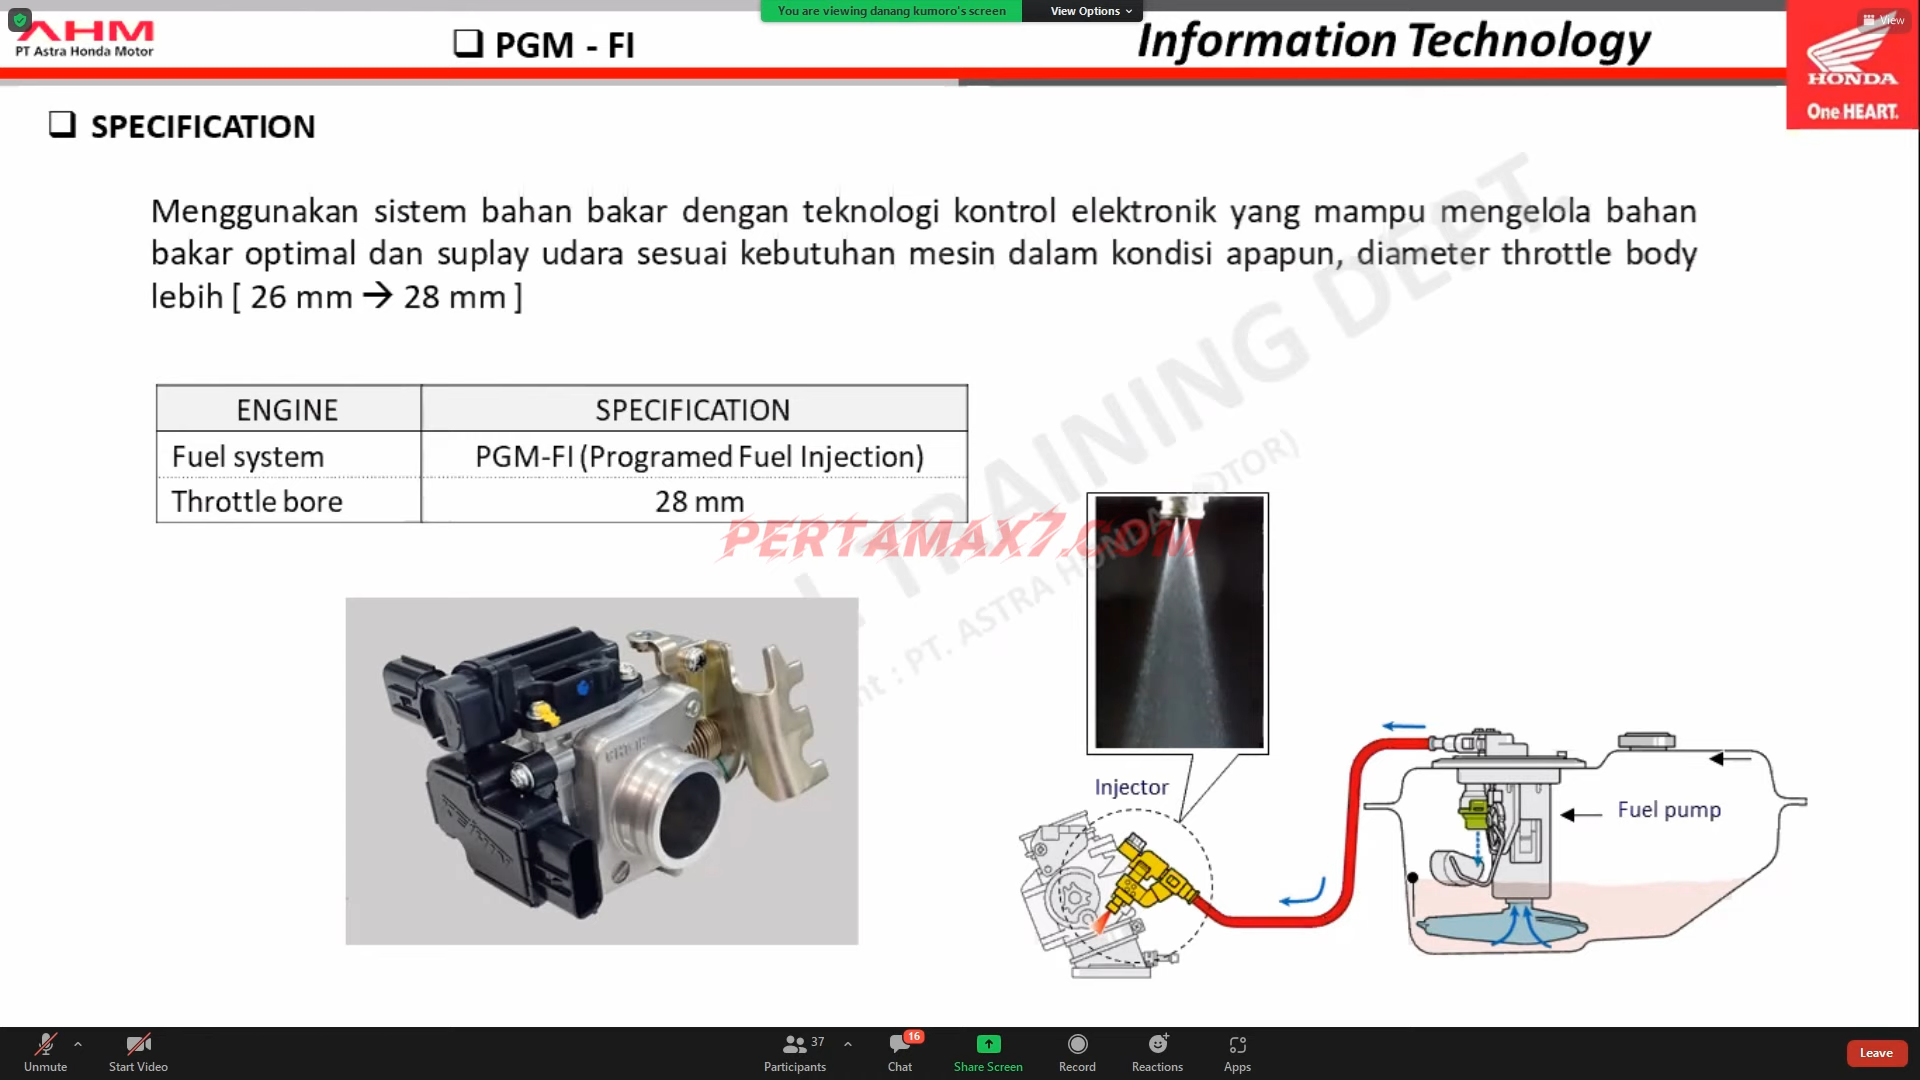 You are viewing danang kumoro's screen
View Options
View
AHM
PT Astra Honda Motor
PGM - FI
Information Technology
HONDA
One HEART.
SPECIFICATION
Menggunakan sistem bahan bakar dengan teknologi kontrol elektronik yang mampu mengelola bahan
bakar optimal dan suplay udara sesuai kebutuhan mesin dalam kondisi apapun, diameter throttle body
lebih [ 26 mm → 28 mm ]
ENGINE
SPECIFICATION
Fuel system
PGM-FI (Programed Fuel Injection)
Throttle bore
28 mm
PERTAMAX7.COM
TRAINING DEPT.
: PT. ASTRA HONDA MOTOR)
Injector
Fuel pump
Unmute
Start Video
37
Participants
16
Chat
Share Screen
Record
Reactions
Apps
Leave